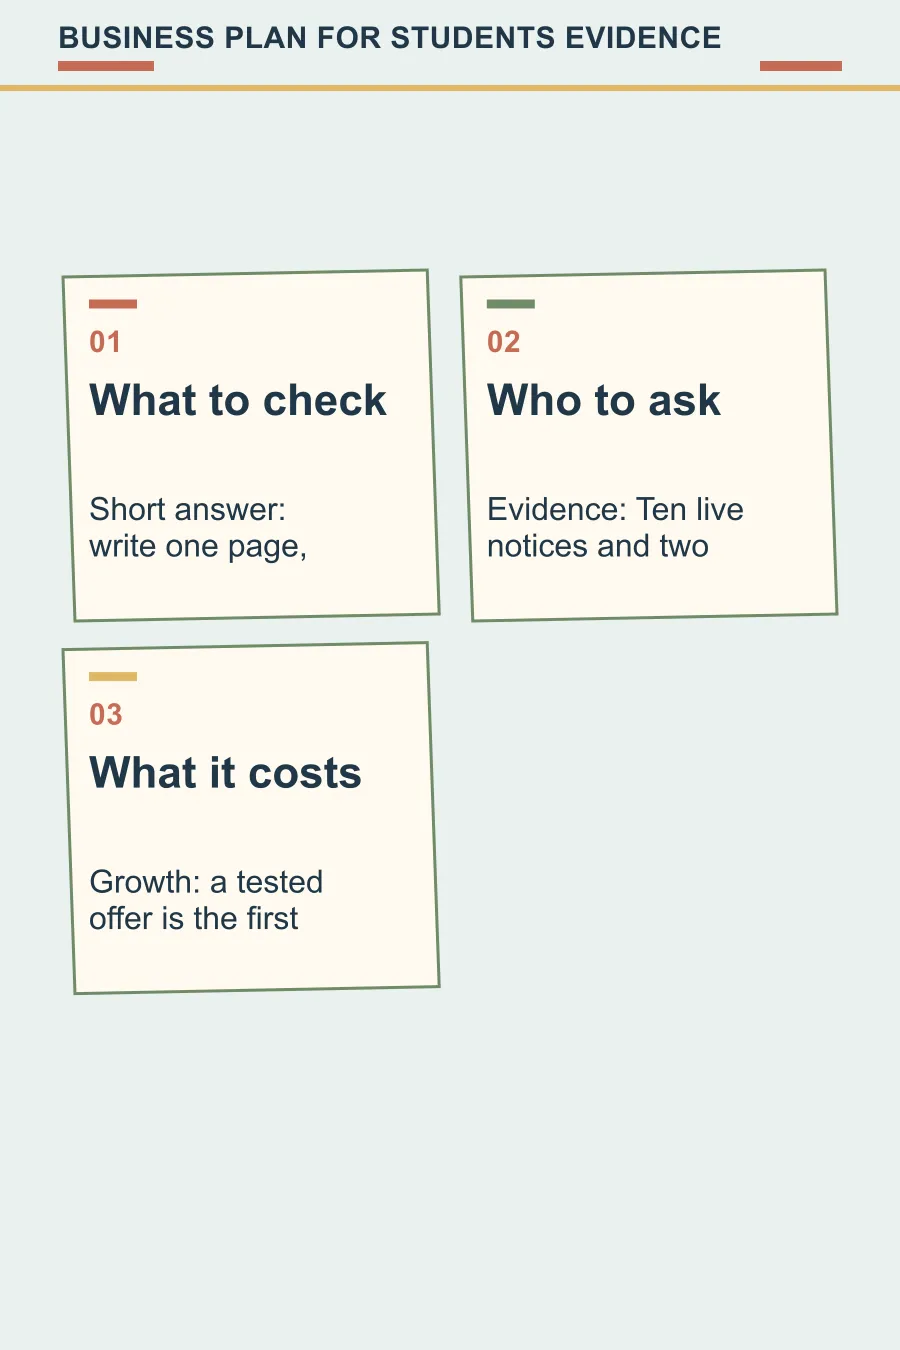 BUSINESS PLAN FOR STUDENTS EVIDENCE
01
What to check
Short answer:
write one page,
02
Who to ask
Evidence: Ten live
notices and two
03
What it costs
Growth: a tested
offer is the first